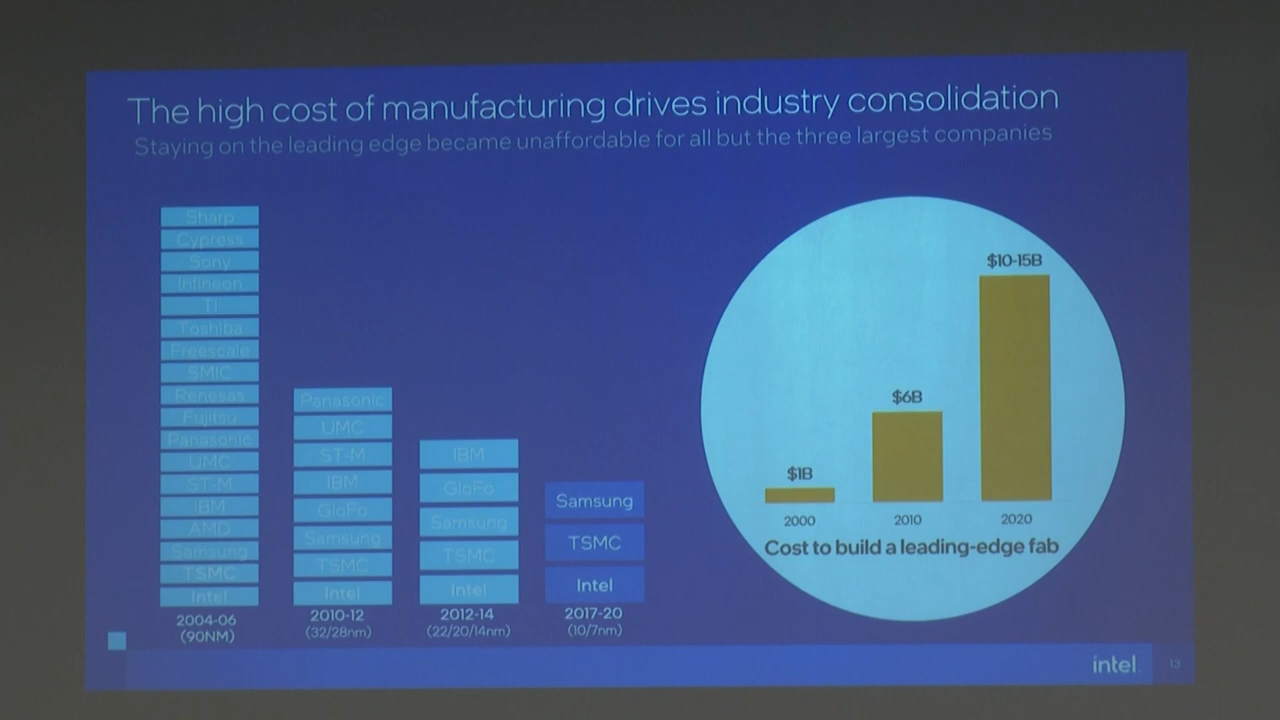 The high cost of manufacturing drives industry consolidation
Staying on the leading edge became unaffordable for all but the three largest companies
Sharp
Cypress
Sony
Infineon
TI
Toshiba
Freescale
SMIC
Renesas
Fujitsu
Panasonic
UMC
ST-M
IBM
AMD
Samsung
TSMC
Intel
2004-06
(90NM)
Panasonic
UMC
ST-M
IBM
GloFo
Samsung
TSMC
Intel
2010-12
(32/28nm)
IBM
GloFo
Samsung
TSMC
Intel
2012-14
(22/20/14nm)
Samsung
TSMC
Intel
2017-20
(10/7nm)
$1B
$6B
$10-15B
2000
2010
2020
Cost to build a leading-edge fab
intel.
13